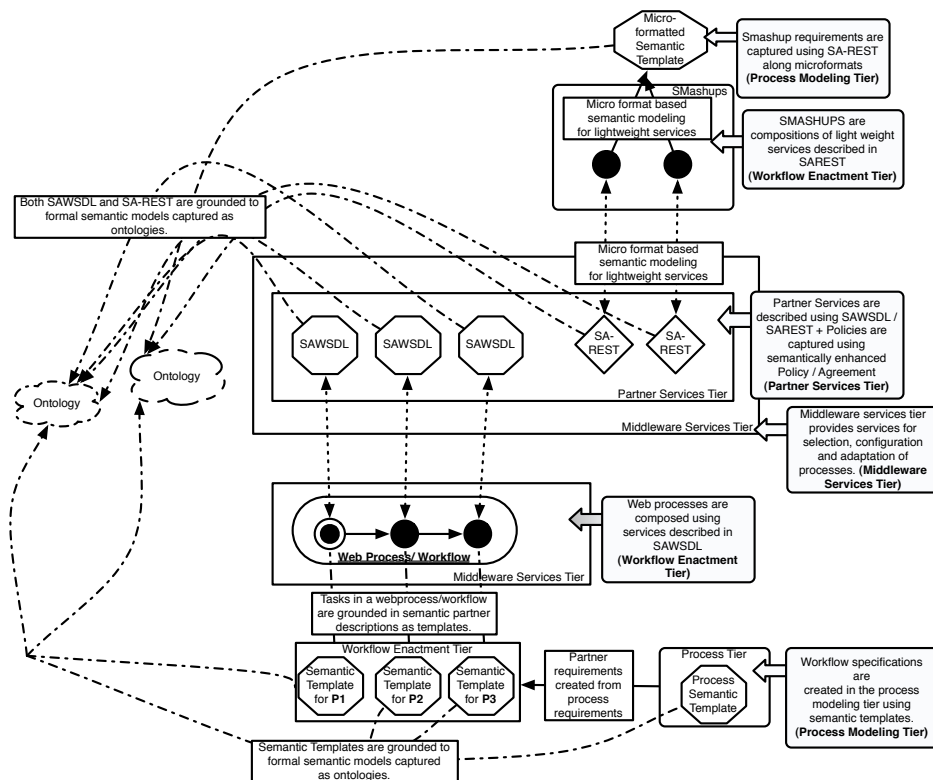 Micro-
formatted
Semantic
Template
Smashup requirements are
captured using SA-REST
along microformats
(Process Modeling Tier)
SMashups
Micro format based
semantic modeling
for lightweight services
SMASHUPS are
compositions of light weight
services described in
SAREST
(Workflow Enactment Tier)
Both SAWSDL and SA-REST are grounded to
formal semantic models captured as
ontologies.
Micro format based
semantic modeling
for lightweight services
SAWSDL
SAWSDL
SAWSDL
SA-
REST
SA-
REST
Partner Services Tier
Partner Services are
described using SAWSDL /
SAREST + Policies are
captured using
semantically enhanced
Policy / Agreement
(Partner Services Tier)
Ontology
Ontology
Middleware Services Tier
Middleware services tier
provides services for
selection, configuration
and adaptation of
processes. (Middleware
Services Tier)
Web Process/ Workflow
Middleware Services Tier
Web processes are
composed using
services described in
SAWSDL
(Workflow Enactment
Tier)
Tasks in a webprocess/workflow
are grounded in semantic partner
descriptions as templates.
Workflow Enactment Tier
Semantic
Template
for P1
Semantic
Template
for P2
Semantic
Template
for P3
Partner
requirements
created from
process
requirements
Process Tier
Process
Semantic
Template
Workflow specifications
are
created in the process
modeling tier using
semantic templates.
(Process Modeling Tier)
Semantic Templates are grounded to
formal semantic models captured
as ontologies.